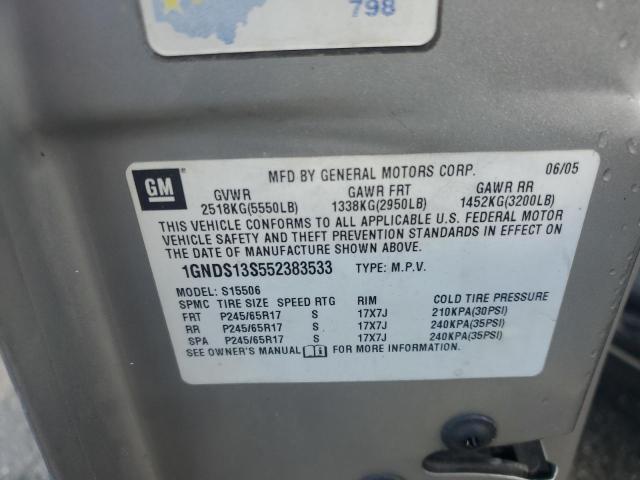 798
MFD BY GENERAL MOTORS CORP. 06/05
GM
GVWR GAWR FRT GAWR RR
2518KG(5550LB) 1338KG(2950LB) 1452KG(3200LB)
THIS VEHICLE CONFORMS TO ALL APPLICABLE U.S. FEDERAL MOTOR
VEHICLE SAFETY AND THEFT PREVENTION STANDARDS IN EFFECT ON
THE DATE OF MANUFACTURE SHOWN ABOVE.
1GNDS13S552383533 TYPE: M.P.V.
MODEL: S15506
SPMC TIRE SIZE SPEED RTG RIM COLD TIRE PRESSURE
FRT P245/65R17 S 17X7J 210KPA(30PSI)
RR P245/65R17 S 17X7J 240KPA(35PSI)
SPA P245/65R17 S 17X7J 240KPA(35PSI)
SEE OWNER'S MANUAL FOR MORE INFORMATION.